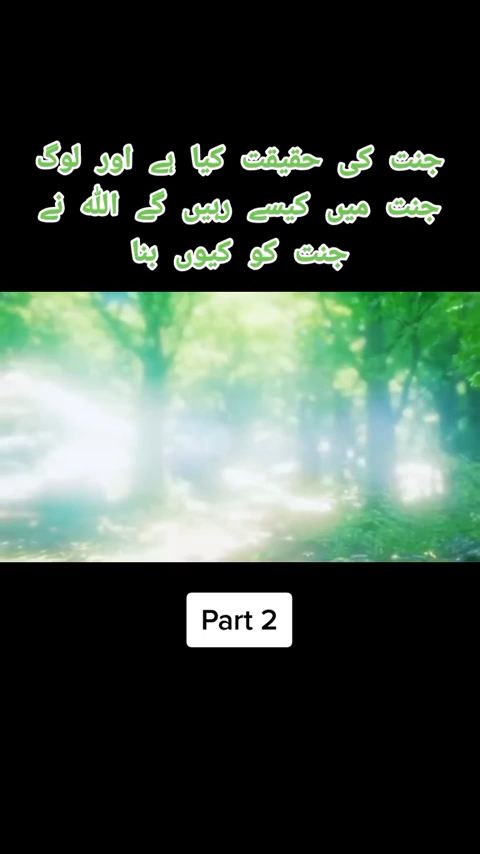 جنت کی حقیقت کیا ہے اور لوگ
جنت میں کیسے رہیں گے اللہ نے
جنت کو کیوں بنا
Part 2